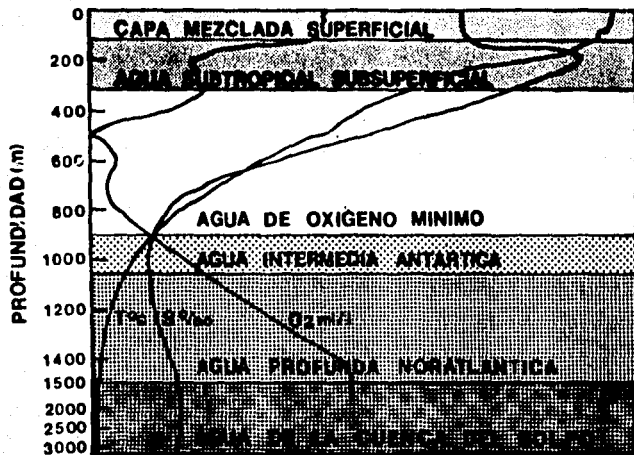 0
CAPA MEZCLADA SUPERFICIAL
200
AGUA SUBTROPICAL SUBSUPERFICIAL
400
600
PROFUNDIDAD (m)
800
AGUA DE OXIGENO MINIMO
1000
AGUA INTERMEDIA ANTARTICA
1200
T°C S‰ O2 ml/l
1400
AGUA PROFUNDA NORATLANTICA
1500
2000
AGUA DE LA CUENCA DEL GOLFO
2500
3000